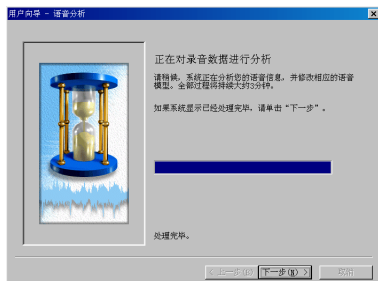 用户向导 - 语音分析
正在对录音数据进行分析
请稍候，系统正在分析您的语音信息，并修改相应的语音
模型。全部过程将持续大约3分钟。
如果系统显示已经处理完毕，请单击“下一步”。
处理完毕。
< 上一步(B) 下一步(N) > 取消